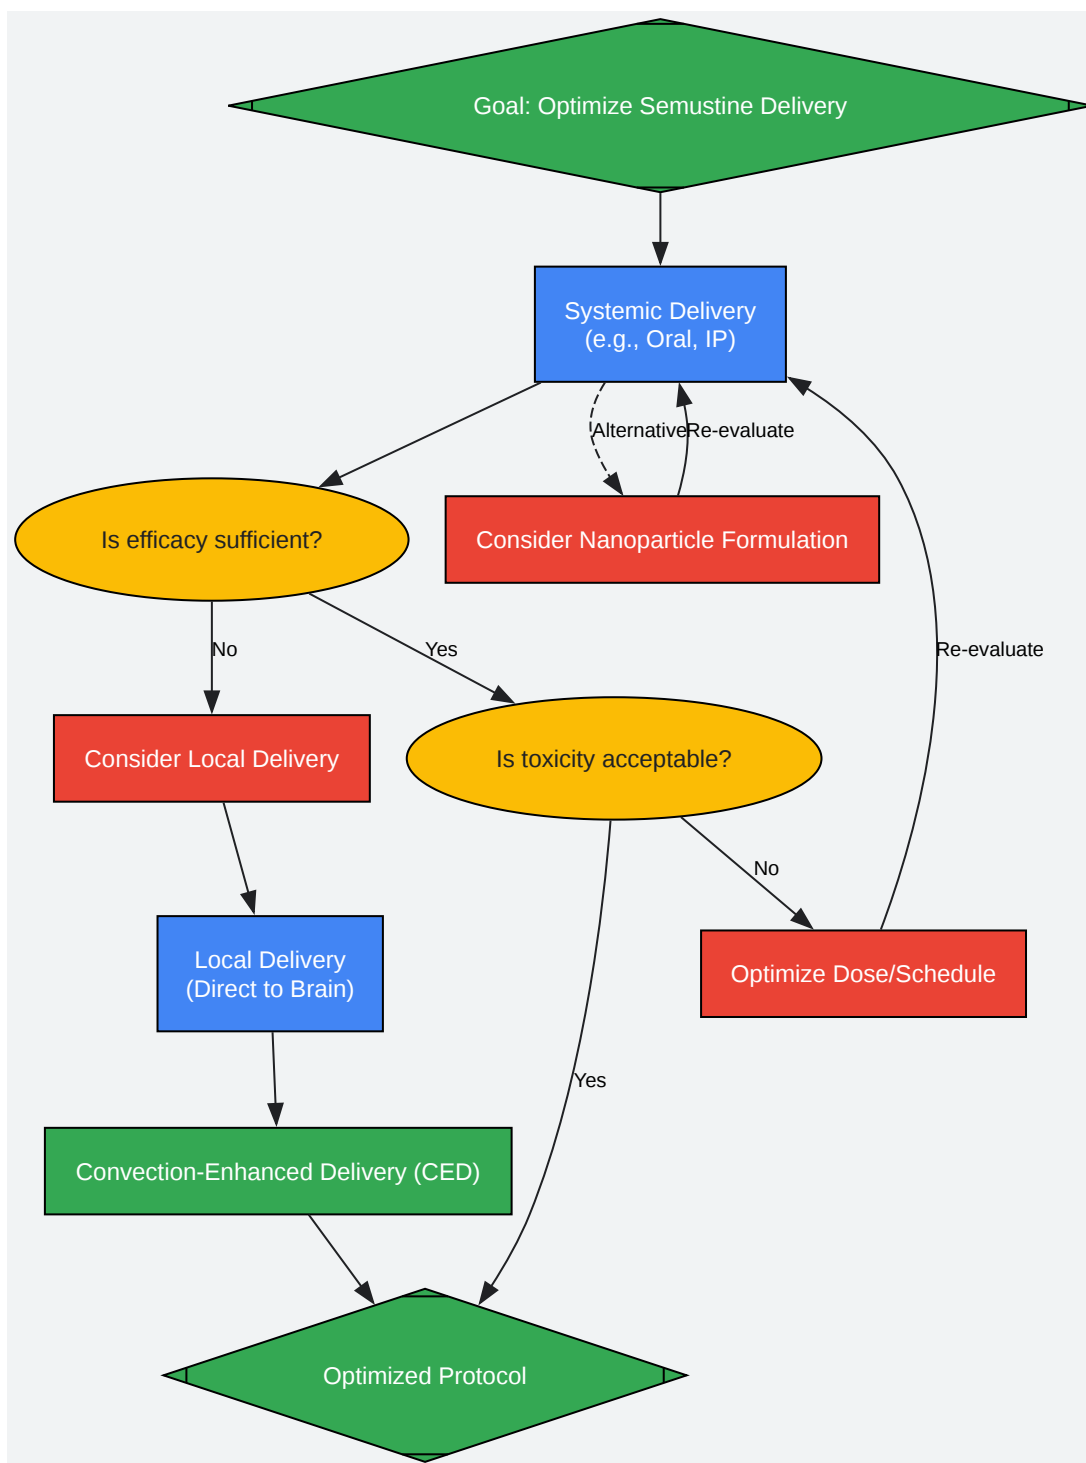 Goal: Optimize Semustine Delivery
Systemic Delivery
(e.g., Oral, IP)
Alternative
Re-evaluate
Consider Nanoparticle Formulation
Is efficacy sufficient?
No
Yes
Re-evaluate
Consider Local Delivery
Is toxicity acceptable?
No
Local Delivery
(Direct to Brain)
Optimize Dose/Schedule
Yes
Convection-Enhanced Delivery (CED)
Optimized Protocol